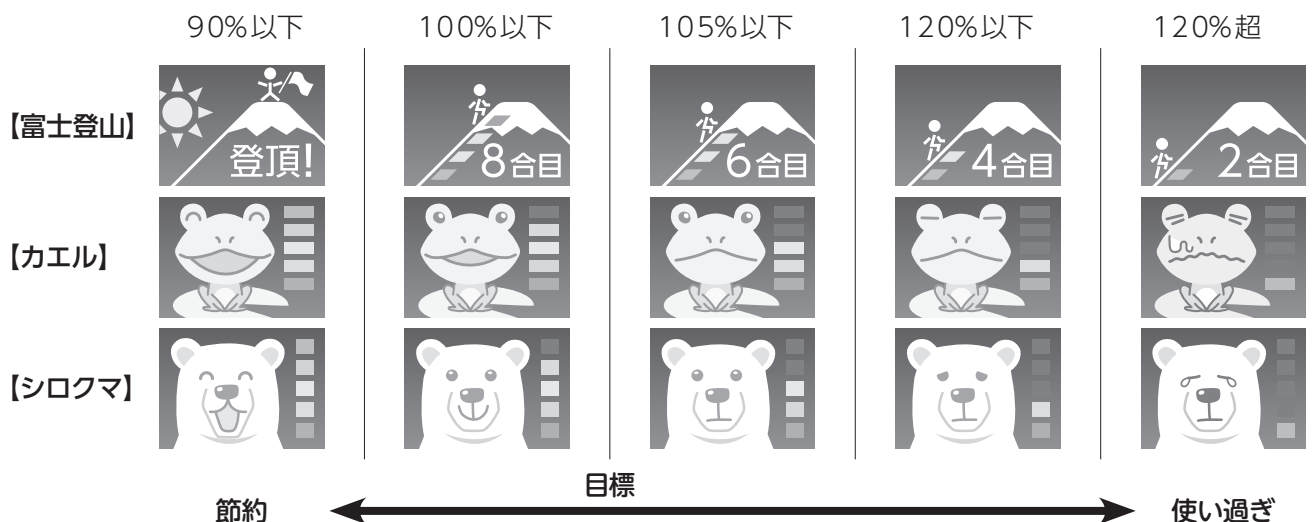 90%以下 100%以下 105%以下 120%以下 120%超
【富士登山】 登頂! 8合目 6合目 4合目 2合目
【カエル】
【シロクマ】
目標
節約 使い過ぎ